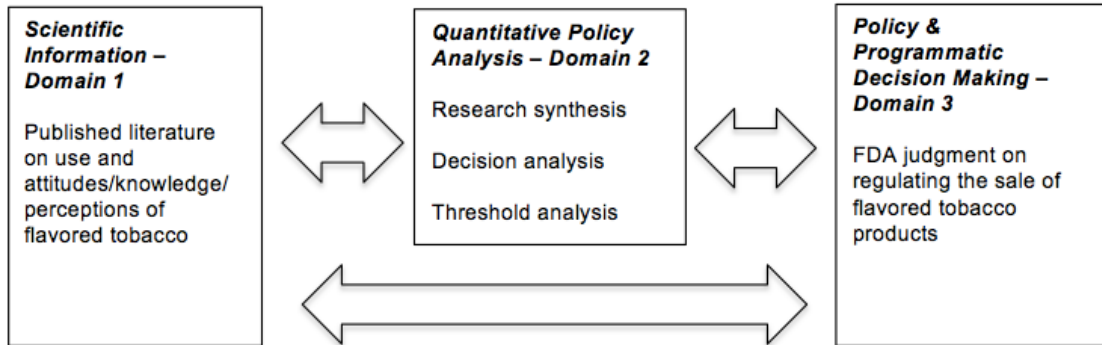 Scientific
Information –
Domain 1
Published literature
on use and
attitudes/knowledge/
perceptions of
flavored tobacco
Quantitative Policy
Analysis – Domain 2
Research synthesis
Decision analysis
Threshold analysis
Policy &
Programmatic
Decision Making –
Domain 3
FDA judgment on
regulating the sale of
flavored tobacco
products